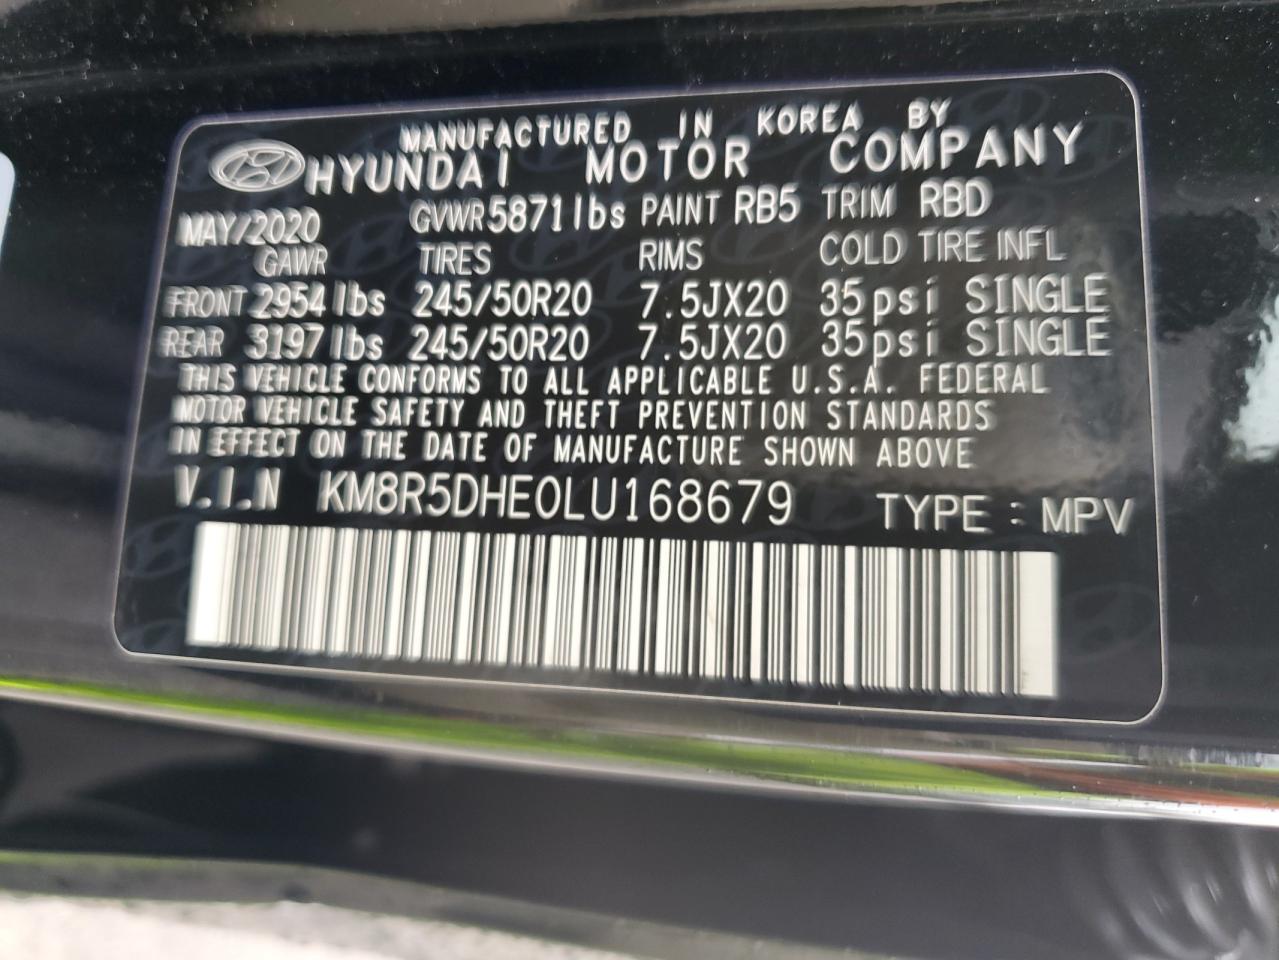 MANUFACTURED IN KOREA BY
HYUNDAI MOTOR COMPANY
MAY/2020 GVWR 5871lbs PAINT RB5 TRIM RBD
GAWR TIRES RIMS COLD TIRE INFL
FRONT 2954 lbs 245/50R20 7.5JX20 35psi SINGLE
REAR 3197 lbs 245/50R20 7.5JX20 35psi SINGLE
THIS VEHICLE CONFORMS TO ALL APPLICABLE U.S.A. FEDERAL
MOTOR VEHICLE SAFETY AND THEFT PREVENTION STANDARDS
IN EFFECT ON THE DATE OF MANUFACTURE SHOWN ABOVE
V.I.N KM8R5DHE0LU168679 TYPE : MPV